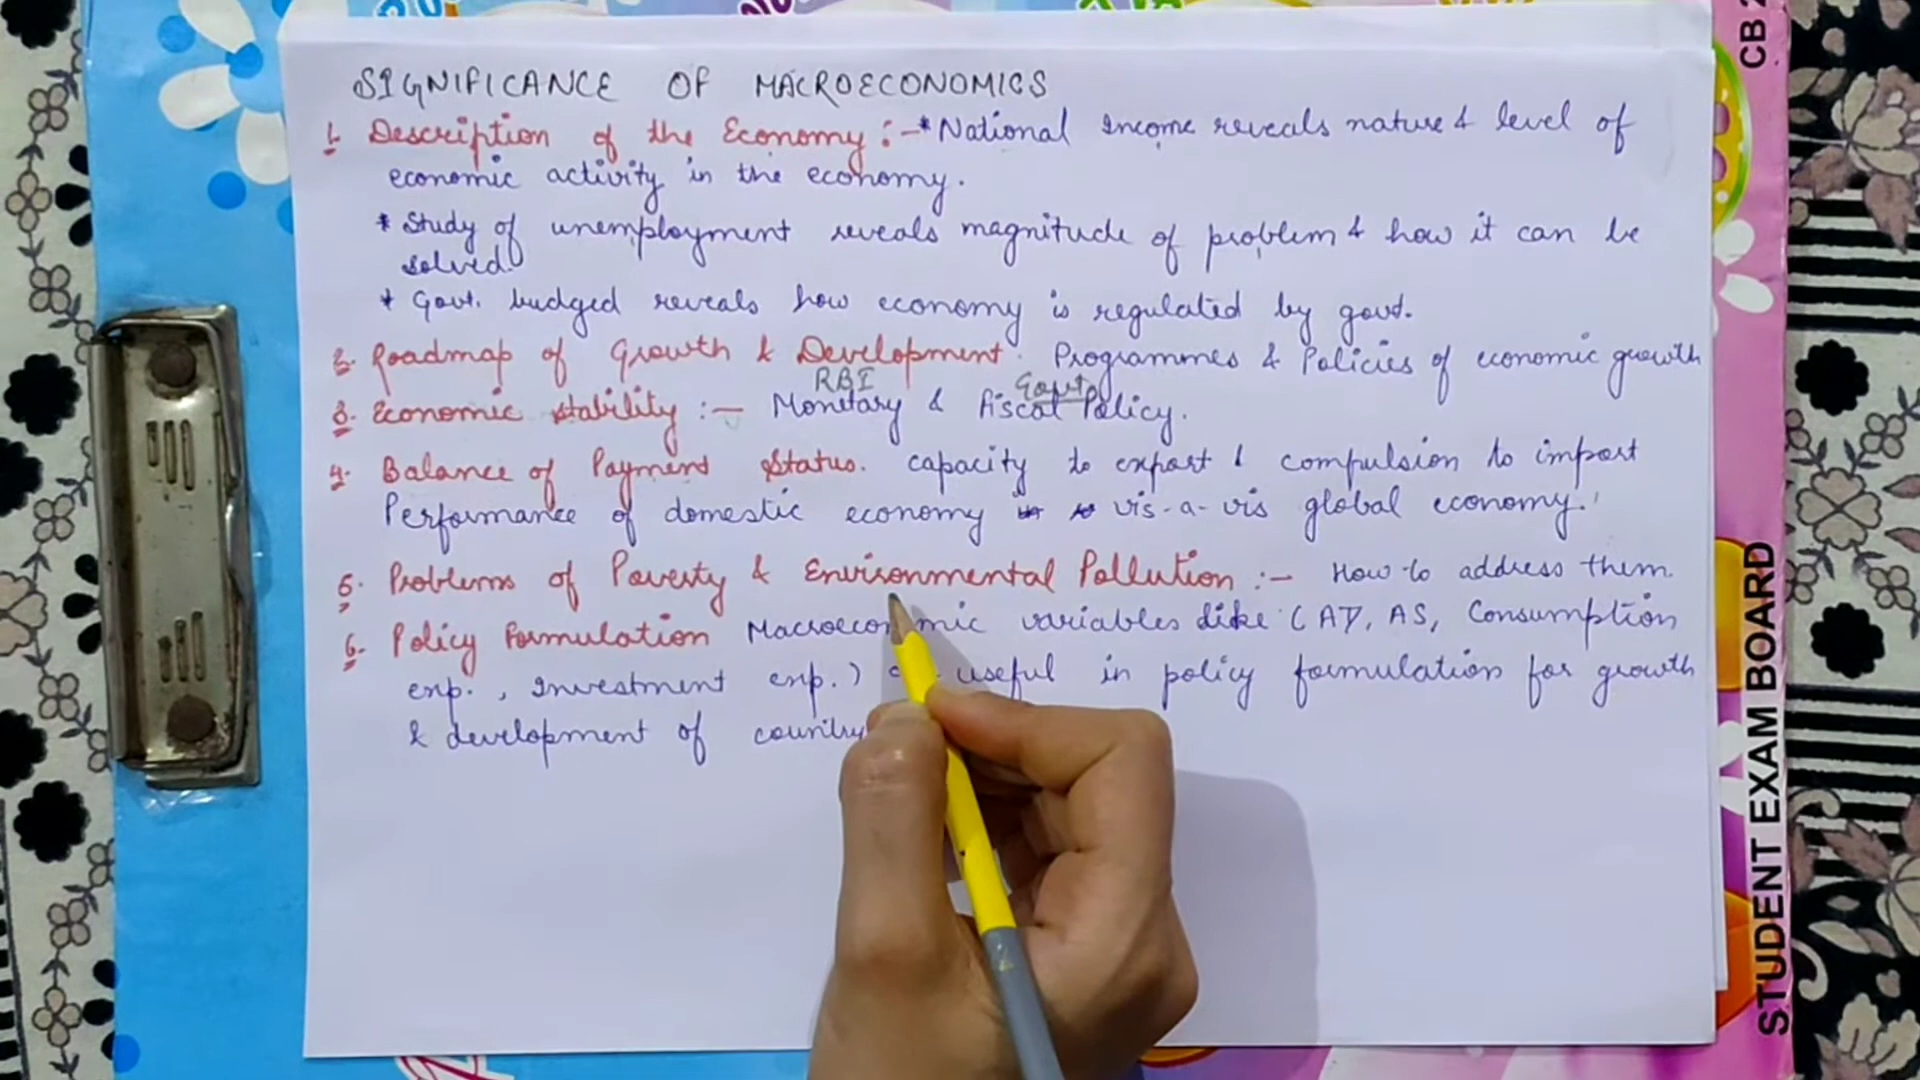 SIGNIFICANCE OF MACROECONOMICS
1. Description of the Economy :- * National Income reveals nature & level of
economic activity in the economy.
* Study of unemployment reveals magnitude of problem & how it can be
solved.
* Govt. budged reveals how economy is regulated by govt.
2. Roadmap of Growth & Development. Programmes & Policies of economic growth
RBI Govt
3. Economic stability :- Monetary & Fiscal Policy.
4. Balance of Payment Status. capacity to export & compulsion to import
Performance of domestic economy vis-a-vis global economy.
5. Problems of Poverty & Environmental Pollution :- How to address them.
6. Policy Formulation Macroeconomic variables like (AD, AS, Consumption
exp., Investment exp.) useful in policy formulation for growth
& development of country
STUDENT EXAM BOARD
CB 2